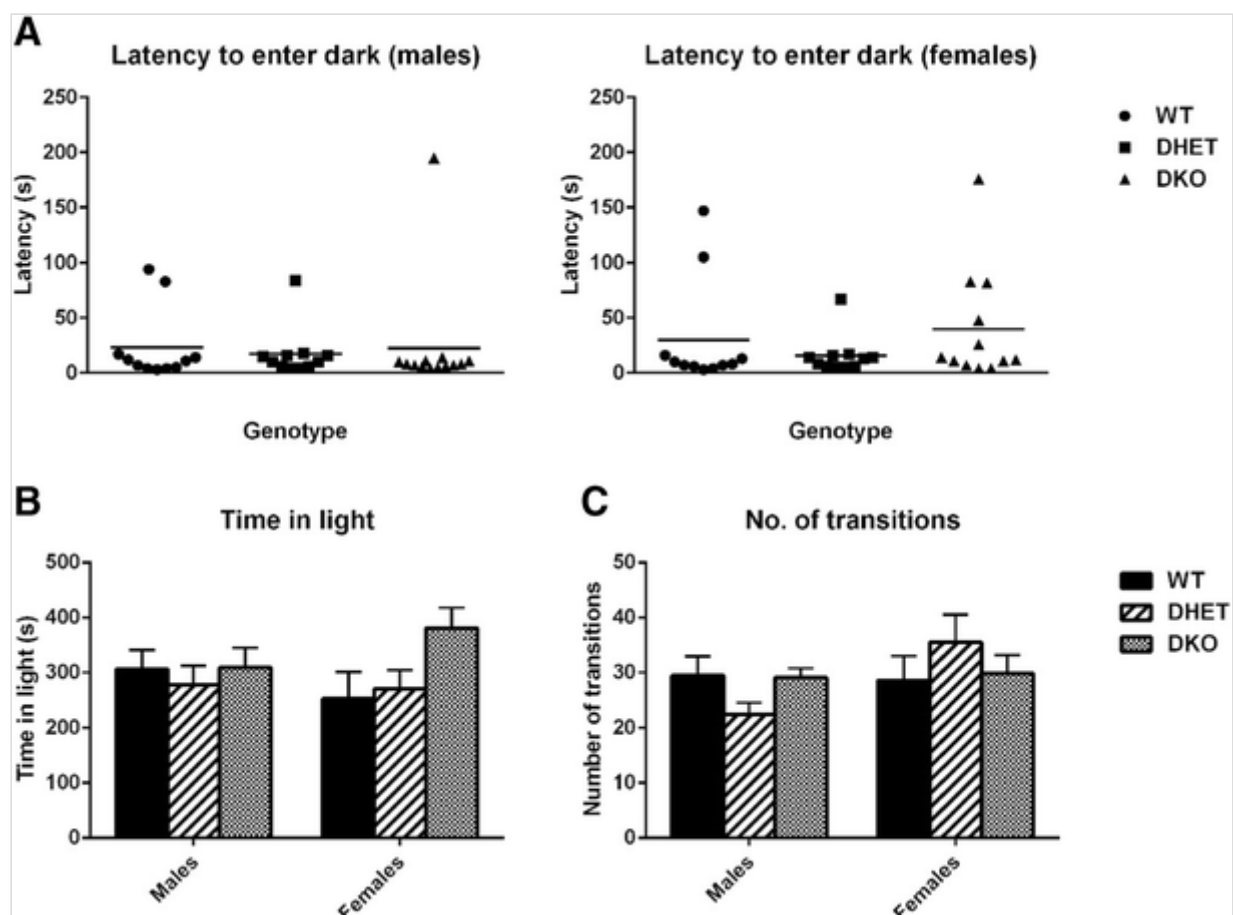 A
Latency to enter dark (males)
Latency (s)
250
200
150
100
50
0
Genotype
Latency to enter dark (females)
Latency (s)
250
200
150
100
50
0
Genotype
WT
DHET
DKO
B
Time in light
Time in light (s)
500
400
300
200
100
0
Males
Females
C
No. of transitions
Number of transitions
50
40
30
20
10
0
Males
Females
WT
DHET
DKO